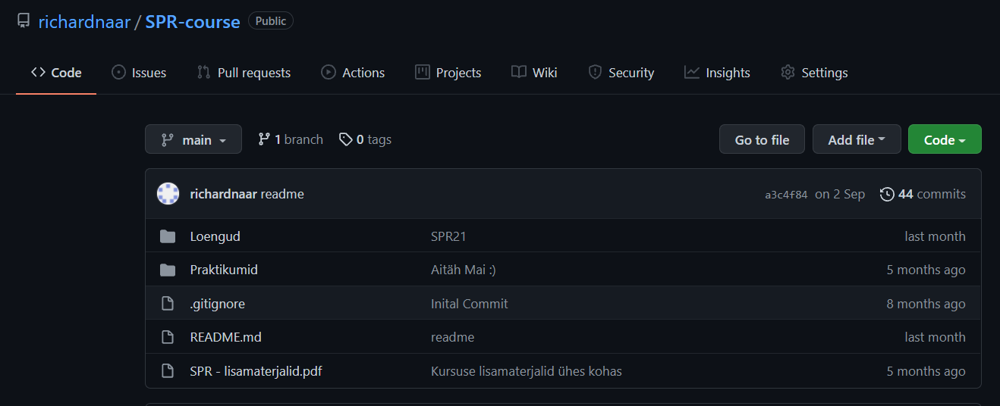 richardnaar / SPR-course Public
Code Issues Pull requests Actions Projects Wiki Security Insights Settings
main 1 branch 0 tags Go to file Add file Code
richardnaar readme a3c4f84 on 2 Sep 44 commits
Loengud SPR21 last month
Praktikumid Aitäh Mai :) 5 months ago
.gitignore Inital Commit 8 months ago
README.md readme last month
SPR - lisamaterjalid.pdf Kursuse lisamaterjalid ühes kohas 5 months ago